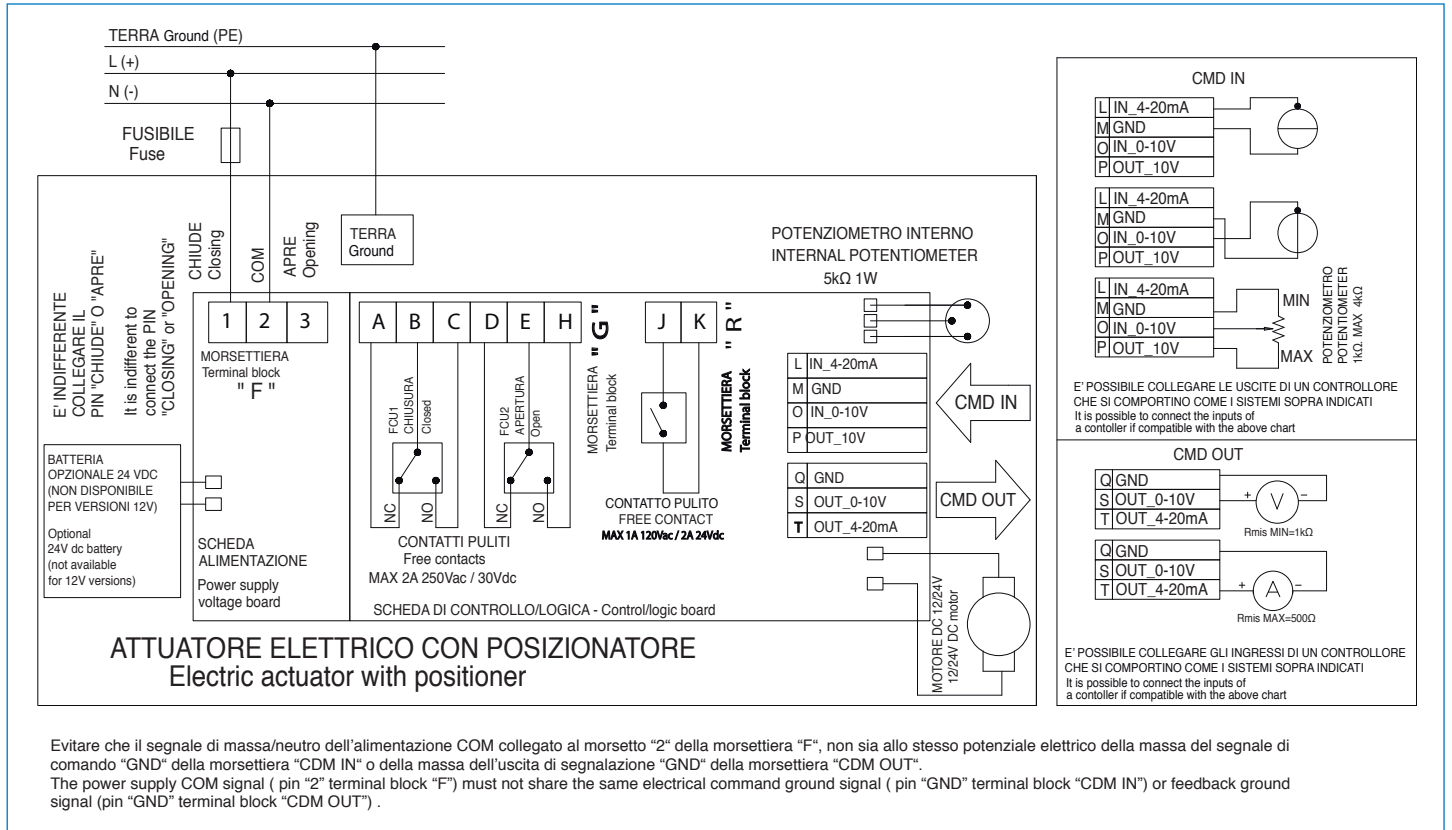 TERRA Ground (PE)
L (+)
N (-)
FUSIBILE
Fuse
E' INDIFFERENTE
COLLEGARE IL
PIN "CHIUDE" O "APRE"
It is indifferent to
connect the PIN
"CLOSING" or "OPENING"
CHIUDE
Closing
COM
APRE
Opening
TERRA
Ground
1 2 3
MORSETTIERA
Terminal block
" F "
A B C D E H
MORSETTIERA " G "
Terminal block
J K
MORSETTIERA " R "
Terminal block
FCU1
CHIUSURA
Closed
FCU2
APERTURA
Open
NC NO NC NO
CONTATTI PULITI
Free contacts
MAX 2A 250Vac / 30Vdc
CONTATTO PULITO
FREE CONTACT
MAX 1A 120Vac / 2A 24Vdc
POTENZIOMETRO INTERNO
INTERNAL POTENTIOMETER
5kΩ 1W
L IN_4-20mA
M GND
O IN_0-10V
P OUT_10V
CMD IN
Q GND
S OUT_0-10V
T OUT_4-20mA
CMD OUT
MOTORE DC 12/24V
12/24V DC motor
BATTERIA
OPZIONALE 24 VDC
(NON DISPONIBILE
PER VERSIONI 12V)
Optional
24V dc battery
(not available
for 12V versions)
SCHEDA
ALIMENTAZIONE
Power supply
voltage board
SCHEDA DI CONTROLLO/LOGICA - Control/logic board
ATTUATORE ELETTRICO CON POSIZIONATORE
Electric actuator with positioner
CMD IN
L IN_4-20mA
M GND
O IN_0-10V
P OUT_10V
L IN_4-20mA
M GND
O IN_0-10V
P OUT_10V
L IN_4-20mA
M GND
O IN_0-10V
P OUT_10V
MIN
MAX
POTENZIOMETRO
POTENTIOMETER
1kΩ MAX 4kΩ
E' POSSIBILE COLLEGARE LE USCITE DI UN CONTROLLORE
CHE SI COMPORTINO COME I SISTEMI SOPRA INDICATI
It is possible to connect the inputs of
a contoller if compatible with the above chart
CMD OUT
Q GND
S OUT_0-10V
T OUT_4-20mA
+ V −
Rmis MIN=1kΩ
Q GND
S OUT_0-10V
T OUT_4-20mA
+ A −
Rmis MAX=500Ω
E' POSSIBILE COLLEGARE GLI INGRESSI DI UN CONTROLLORE
CHE SI COMPORTINO COME I SISTEMI SOPRA INDICATI
It is possible to connect the inputs of
a contoller if compatible with the above chart
Evitare che il segnale di massa/neutro dell’alimentazione COM collegato al morsetto “2“ della morsettiera “F“, non sia allo stesso potenziale elettrico della massa del segnale di
comando “GND“ della morsettiera “CDM IN“ o della massa dell’uscita di segnalazione “GND“ della morsettiera “CDM OUT“.
The power supply COM signal ( pin “2” terminal block “F”) must not share the same electrical command ground signal ( pin “GND” terminal block “CDM IN”) or feedback ground
signal (pin “GND” terminal block “CDM OUT”) .